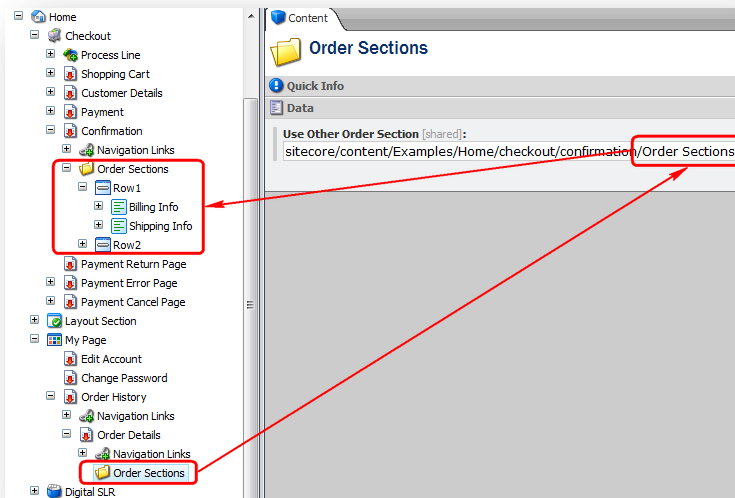 Home
Checkout
Process Line
Shopping Cart
Customer Details
Payment
Confirmation
Navigation Links
Order Sections
Row1
Billing Info
Shipping Info
Row2
Payment Return Page
Payment Error Page
Payment Cancel Page
Layout Section
My Page
Edit Account
Change Password
Order History
Navigation Links
Order Details
Navigation Links
Order Sections
Digital SLR
Content
Order Sections
Quick Info
Data
Use Other Order Section [shared]:
sitecore/content/Examples/Home/checkout/confirmation/Order Sections